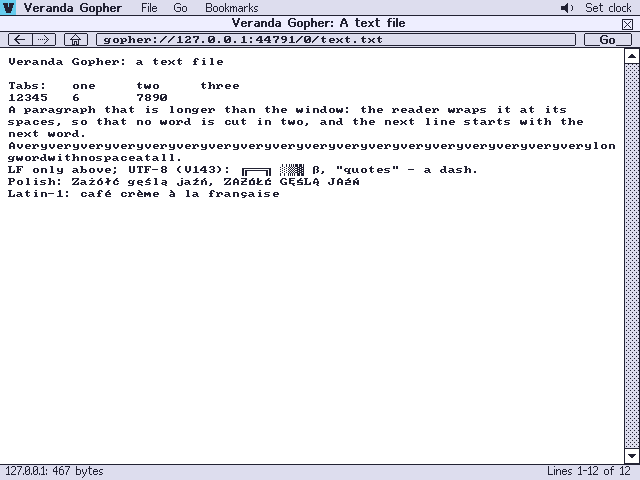 Veranda Gopher File Go Bookmarks Set clock
Veranda Gopher: A text file
gopher://127.0.0.1:44791/0/text.txt Go
Veranda Gopher: a text file
Tabs: one two three
12345 6 7890
A paragraph that is longer than the window: the reader wraps it at its
spaces, so that no word is cut in two, and the next line starts with the
next word.
Averyveryveryveryveryveryveryveryveryveryveryveryveryveryveryveryveryverylon
gwordwithnospaceatall.
LF only above; UTF-8 (V143): ╔══╗ ░▒▓ ß, "quotes" - a dash.
Polish: Zażółć gęślą jaźń, ZAŻÓŁĆ GĘŚLĄ JAŹŃ
Latin-1: café crème à la française
127.0.0.1: 467 bytes Lines 1-12 of 12